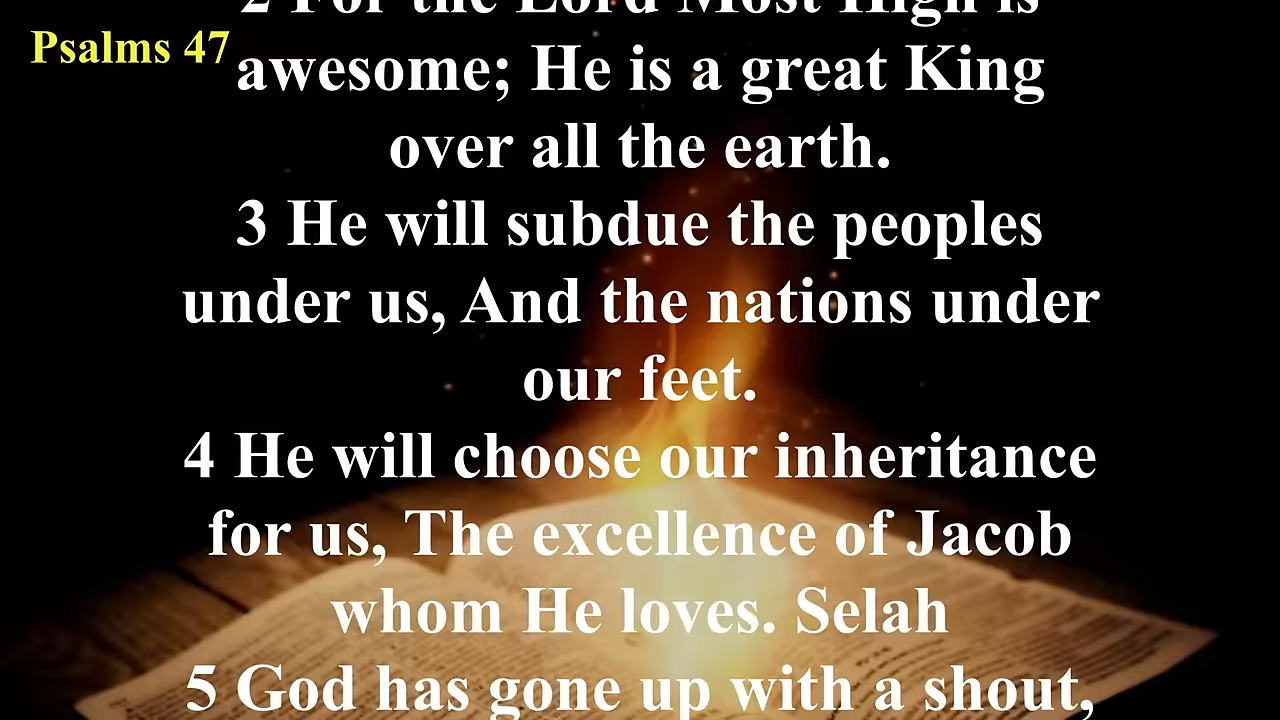 2 For the Lord Most High is
Psalms 47
awesome; He is a great King
over all the earth.
3 He will subdue the peoples
under us, And the nations under
our feet.
4 He will choose our inheritance
for us, The excellence of Jacob
whom He loves. Selah
5 God has gone up with a shout,